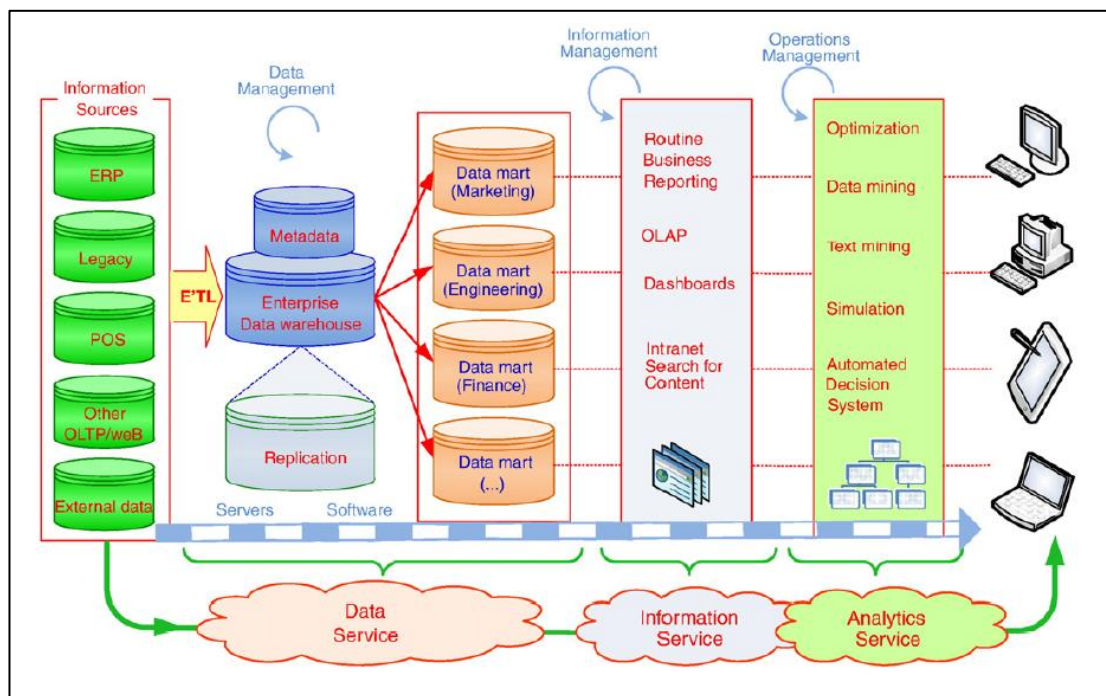 Information
Sources
ERP
Legacy
POS
Other
OLTP/weB
External data
E'TL
Data
Management
Metadata
Enterprise
Data warehouse
Replication
Servers
Software
Data mart
(Marketing)
Data mart
(Engineering)
Data mart
(Finance)
Data mart
(...)
Information
Management
Routine
Business
Reporting
OLAP
Dashboards
Intranet
Search for
Content
Operations
Management
Optimization
Data mining
Text mining
Simulation
Automated
Decision
System
Data
Service
Information
Service
Analytics
Service